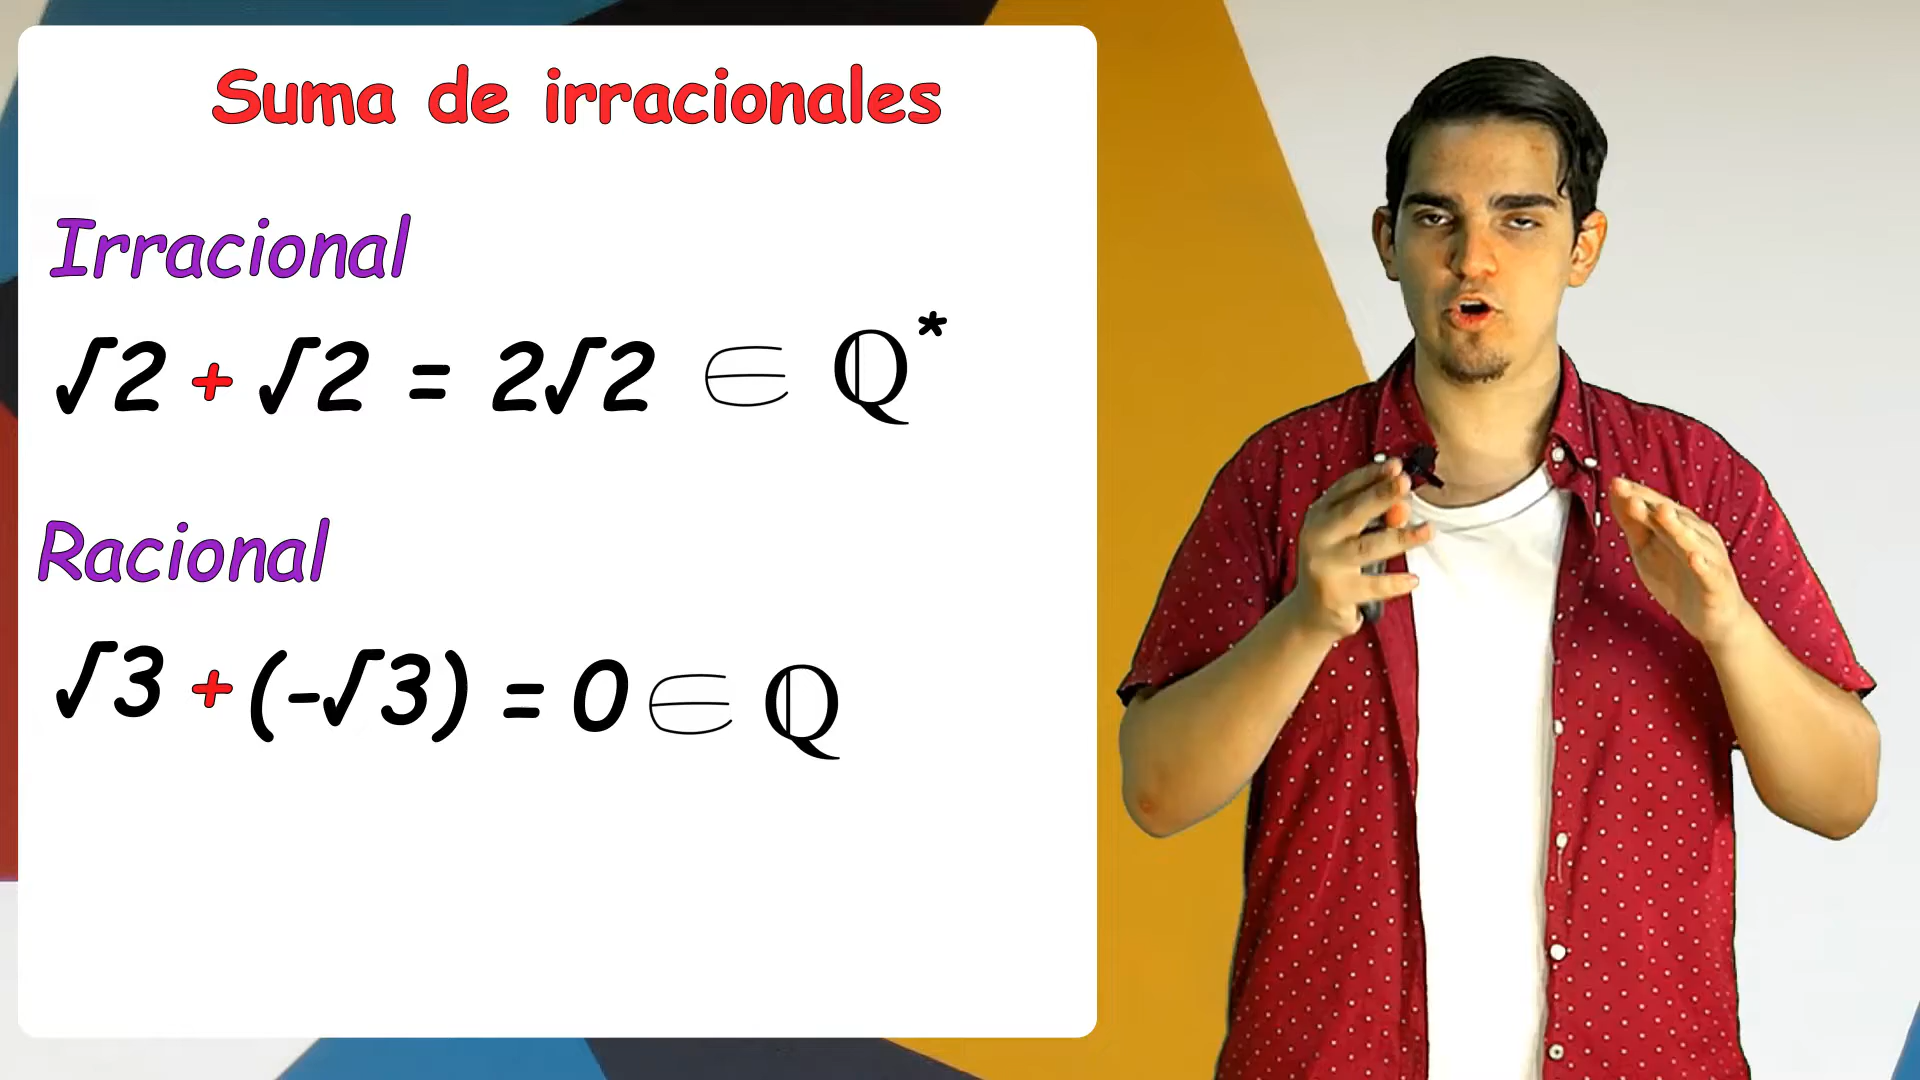 Suma de irracionales
Irracional
√2 + √2 = 2√2 ∈ ℚ*
Racional
√3 + (-√3) = 0 ∈ ℚ